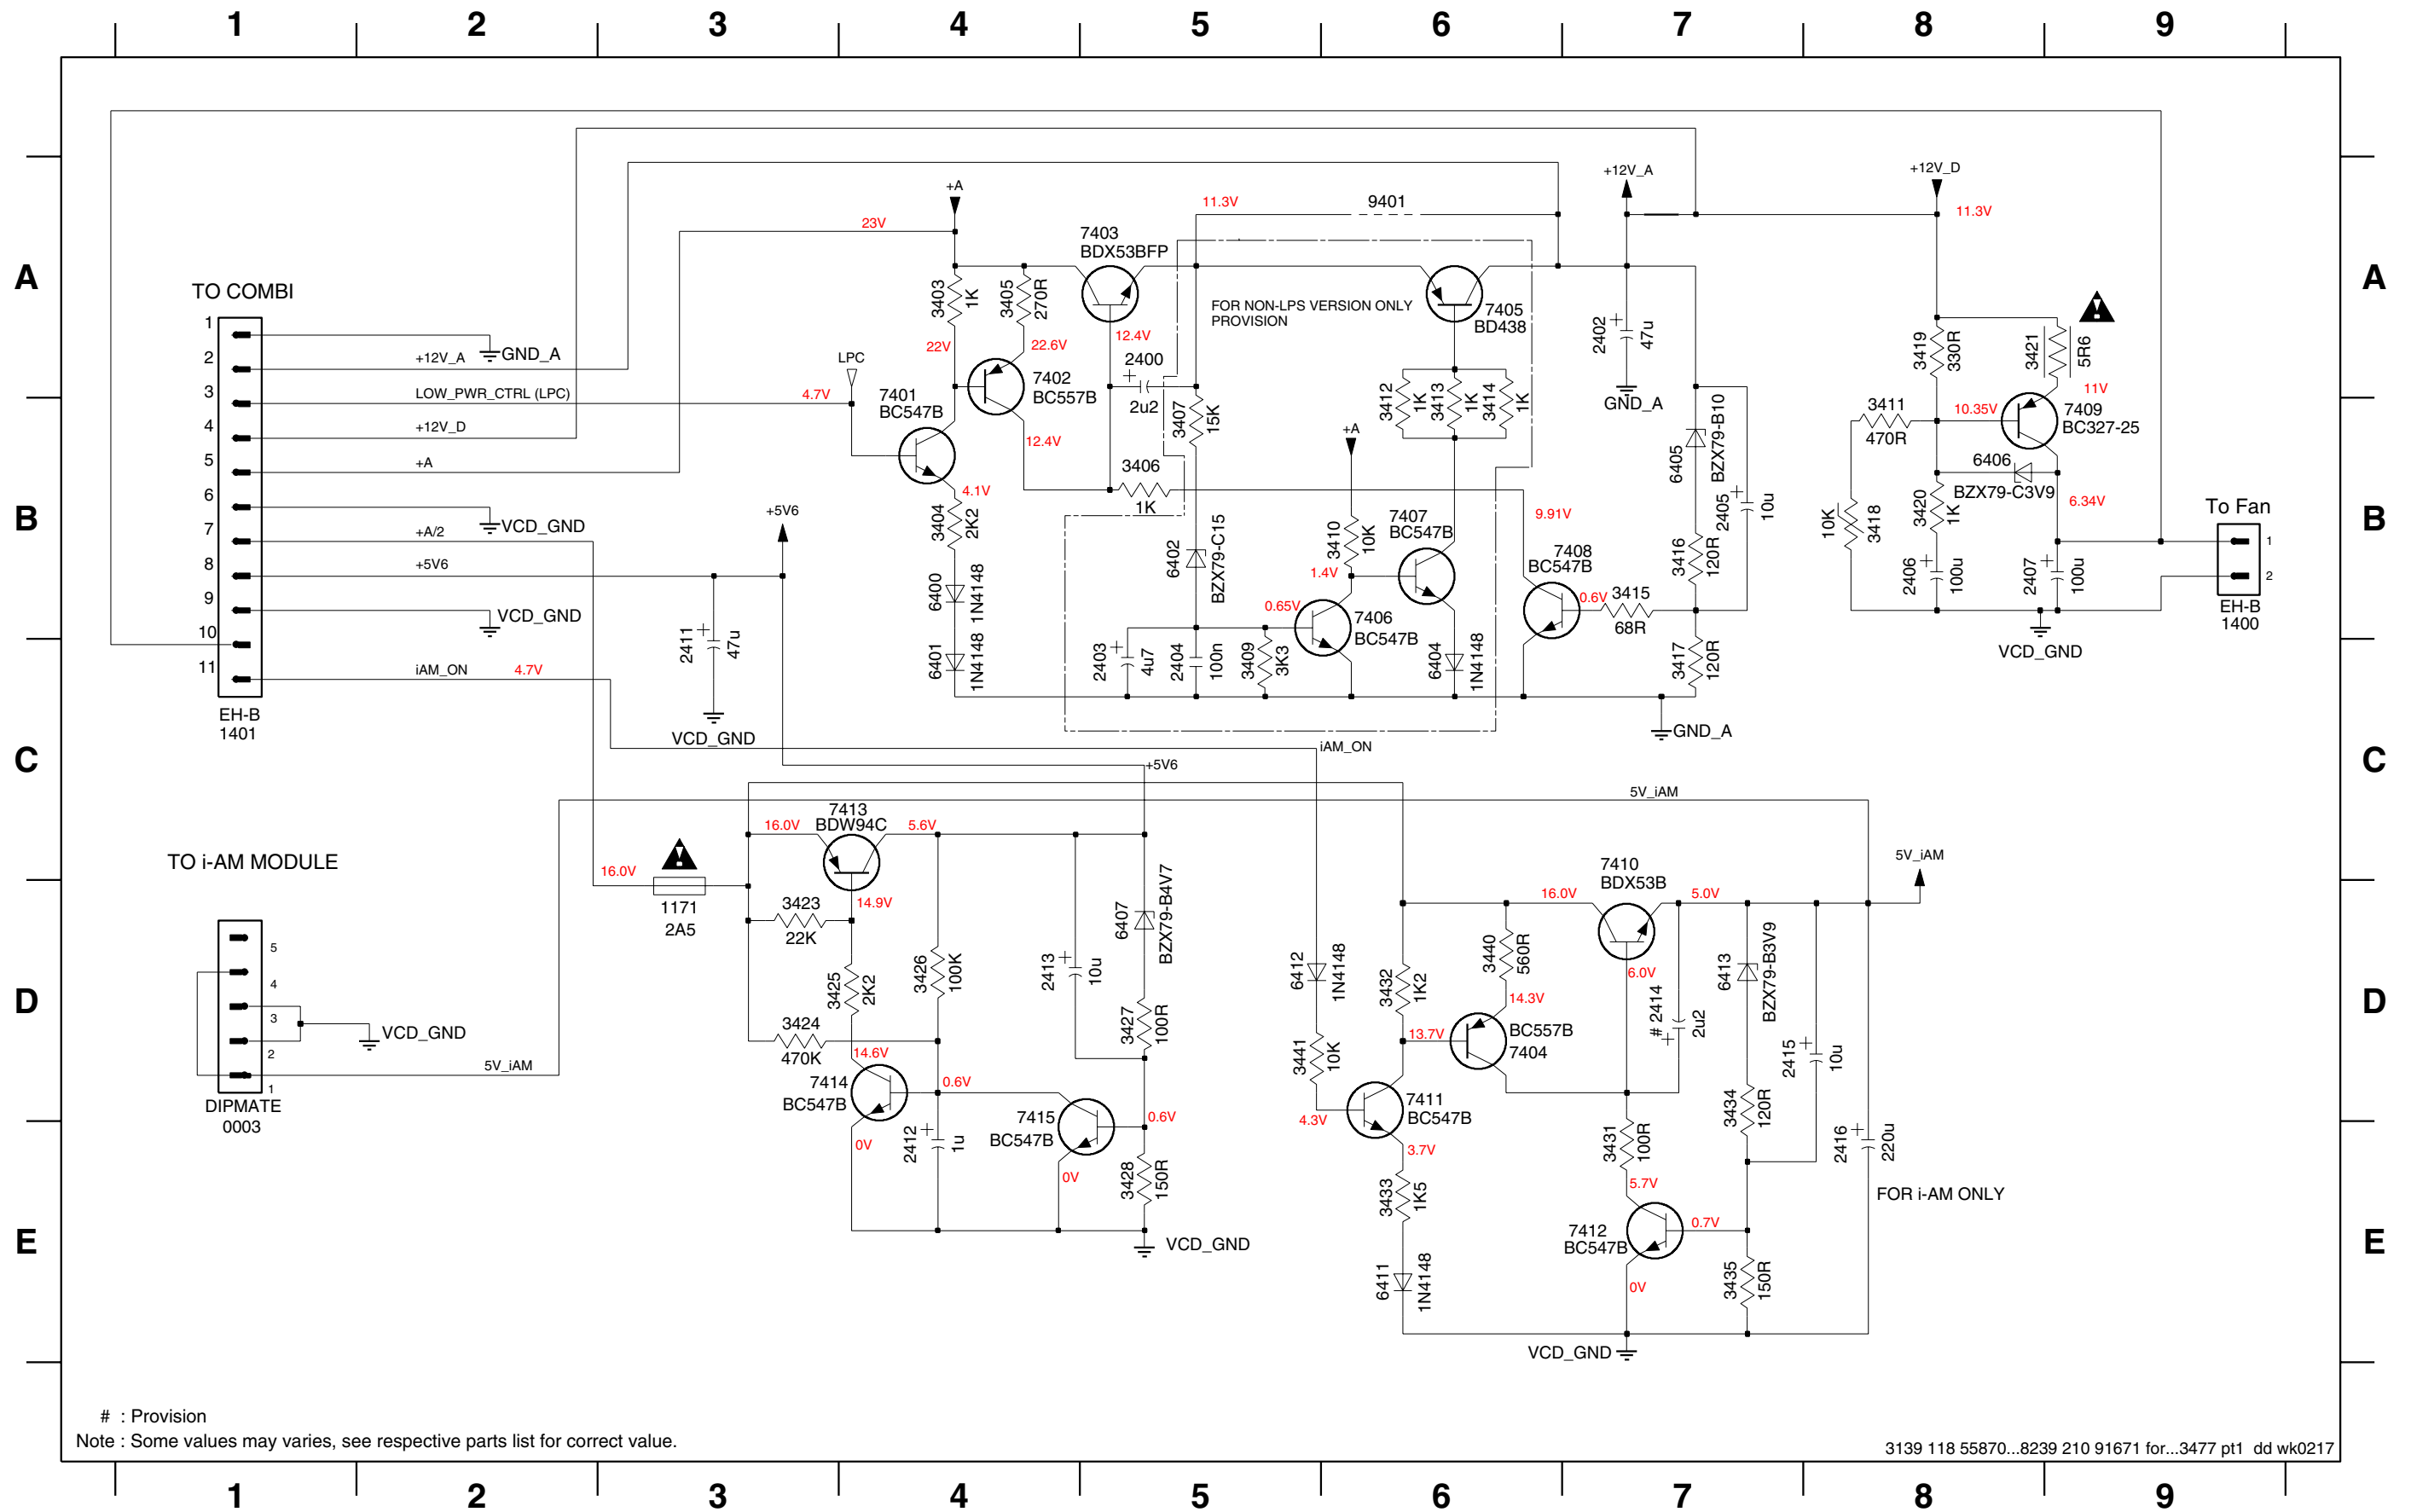 1 2 3 4 5 6 7 8 9
A
B
C
D
E
A
B
C
D
E
TO COMBI
1
2
3
4
5
6
7
8
9
10
11
EH-B
1401
GND_A
+12V_A
LOW_PWR_CTRL (LPC)
+12V_D
+A
VCD_GND
+A/2
+5V6
VCD_GND
iAM_ON 4.7V
4.7V
LPC
+5V6
2411
47u
VCD_GND
+A
23V
3403
1K
3405
270R
22V
22.6V
7401
BC547B
7402
BC557B
12.4V
4.1V
3404
2K2
6400
1N4148
6401
1N4148
7403
BDX53BFP
12.4V
2400
2u2
3406
1K
11.3V
9401
FOR NON-LPS VERSION ONLY
PROVISION
3407
15K
6402
BZX79-C15
2403
4u7
2404
100n
3409
3K3
0.65V
1.4V
+A
3410
10K
7406
BC547B
7407
BC547B
6404
1N4148
7405
BD438
3412
1K
3413
1K
3414
1K
9.91V
7408
BC547B
0.6V
3415
68R
+12V_A
2402
47u
GND_A
6405
BZX79-B10
2405
10u
3416
120R
3417
120R
GND_A
+12V_D
11.3V
3419
330R
3421
5R6
11V
10.35V
7409
BC327-25
3411
470R
6406
BZX79-C3V9
6.34V
10K
3418
3420
1K
2406
100u
2407
100u
VCD_GND
To Fan
1
2
EH-B
1400
iAM_ON
+5V6
5V_iAM
TO i-AM MODULE
5
4
3
2
1
DIPMATE
0003
VCD_GND
5V_iAM
16.0V
1171
2A5
16.0V
7413
BDW94C
5.6V
14.9V
3423
22K
3425
2K2
3426
100K
3424
470K
14.6V
7414
BC547B
0.6V
0V
2412
1u
7415
BC547B
0.6V
0V
2413
10u
6407
BZX79-B4V7
3427
100R
3428
150R
VCD_GND
6412
1N4148
3441
10K
4.3V
3432
1K2
13.7V
3440
560R
14.3V
BC557B
7404
7411
BC547B
3.7V
3433
1K5
6411
1N4148
16.0V
7410
BDX53B
5.0V
6.0V
# 2414
2u2
3431
100R
5.7V
7412
BC547B
0.7V
0V
6413
BZX79-B3V9
3434
120R
3435
150R
2415
10u
2416
220u
5V_iAM
FOR i-AM ONLY
VCD_GND
# : Provision
Note : Some values may varies, see respective parts list for correct value.
3139 118 55870...8239 210 91671 for...3477 pt1 dd wk0217
1 2 3 4 5 6 7 8 9